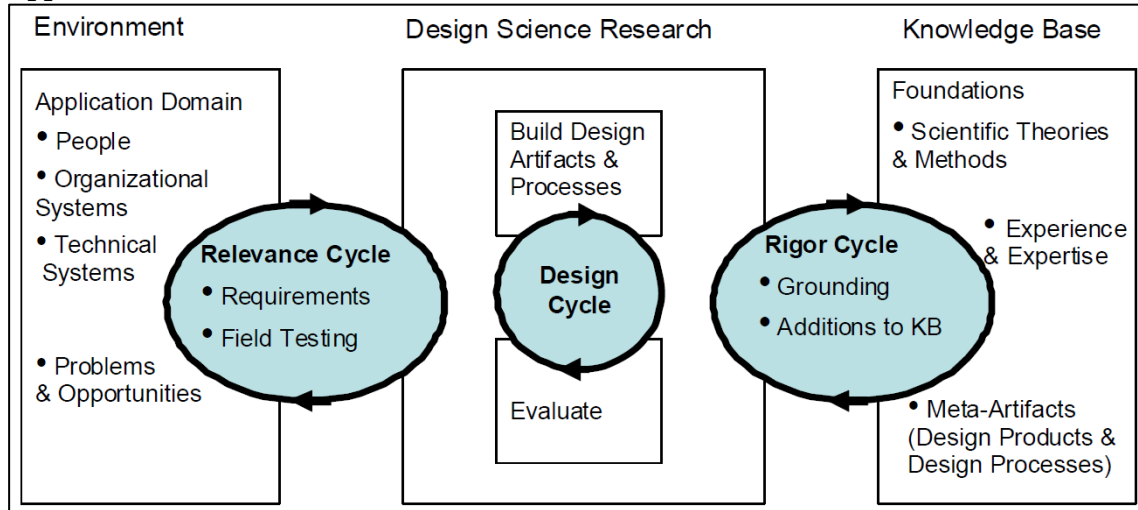 Environment
Design Science Research
Knowledge Base
Application Domain
• People
• Organizational
Systems
• Technical
Systems
• Problems
& Opportunities
Relevance Cycle
• Requirements
• Field Testing
Build Design
Artifacts &
Processes
Design
Cycle
Evaluate
Rigor Cycle
• Grounding
• Additions to KB
Foundations
• Scientific Theories
& Methods
• Experience
& Expertise
• Meta-Artifacts
(Design Products &
Design Processes)